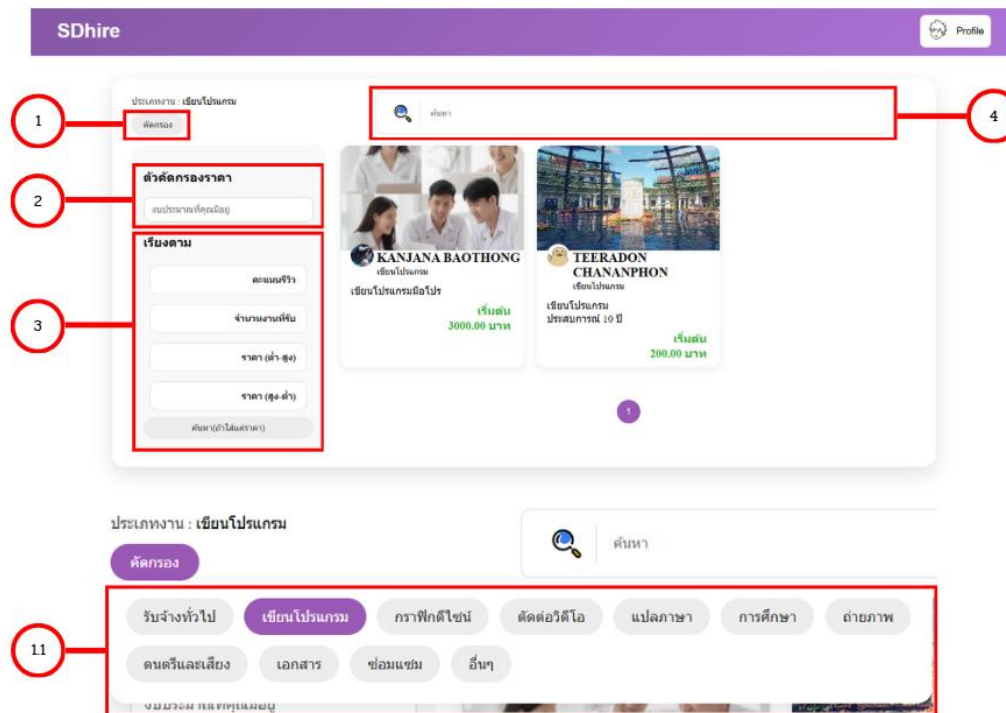 SDhire
Profile
ประเภทงาน : เขียนโปรแกรม
1
คัดกรอง
ค้นหา
4
2
ตัวคัดกรองราคา
งบประมาณที่คุณมีอยู่
3
เรียงตาม
คะแนนรีวิว
จำนวนงานที่รับ
ราคา (ต่ำ-สูง)
ราคา (สูง-ต่ำ)
ค้นหา(ถ้าใส่แค่ราคา)
KANJANA BAOTHONG
เขียนโปรแกรม
เขียนโปรแกรมมือโปร
เริ่มต้น
3000.00 บาท
TEERADON
CHANANPHON
เขียนโปรแกรม
เขียนโปรแกรม
ประสบการณ์ 10 ปี
เริ่มต้น
200.00 บาท
1
ประเภทงาน : เขียนโปรแกรม
คัดกรอง
ค้นหา
1.1
รับจ้างทั่วไป เขียนโปรแกรม กราฟิกดีไซน์ ตัดต่อวิดีโอ แปลภาษา การศึกษา ถ่ายภาพ
ดนตรีและเสียง เอกสาร ซ่อมแซม อื่นๆ
งบประมาณที่คุณมีอยู่